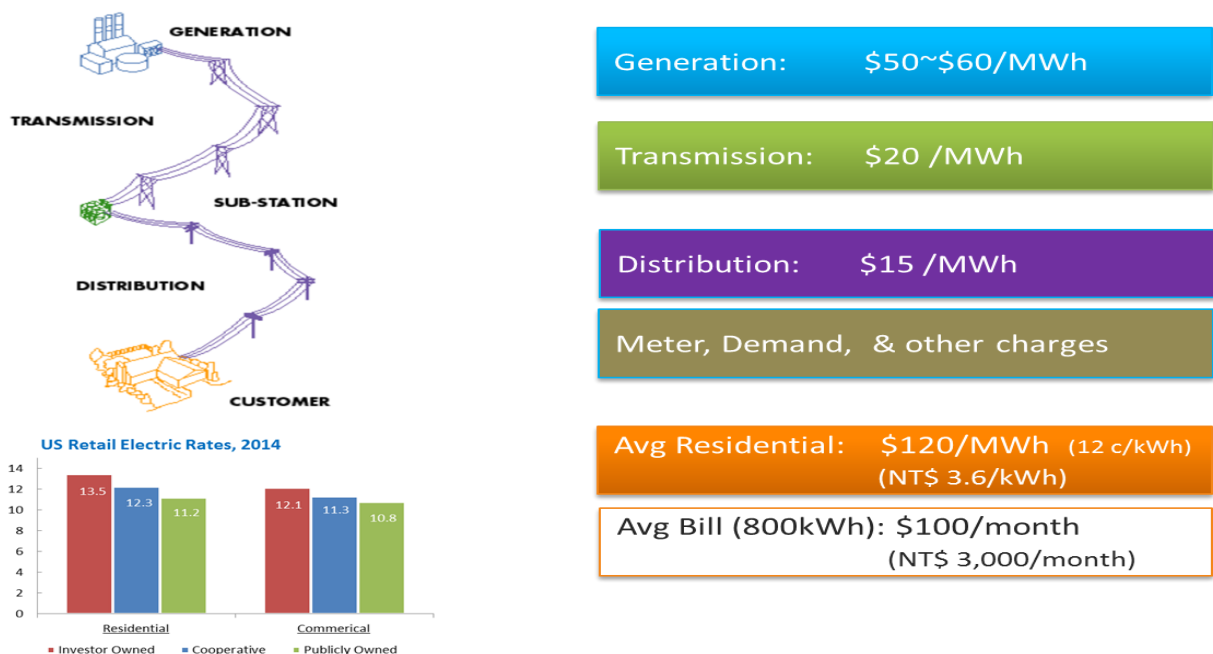 GENERATION
TRANSMISSION
SUB-STATION
DISTRIBUTION
CUSTOMER
Generation: $50~$60/MWh
Transmission: $20 /MWh
Distribution: $15 /MWh
Meter, Demand, & other charges
Avg Residential: $120/MWh (12 c/kWh)
(NT$ 3.6/kWh)
Avg Bill (800kWh): $100/month
(NT$ 3,000/month)
US Retail Electric Rates, 2014
14
12
10
8
6
4
2
0
13.5
12.3
11.2
12.1
11.3
10.8
Residential
Commerical
Investor Owned
Cooperative
Publicly Owned